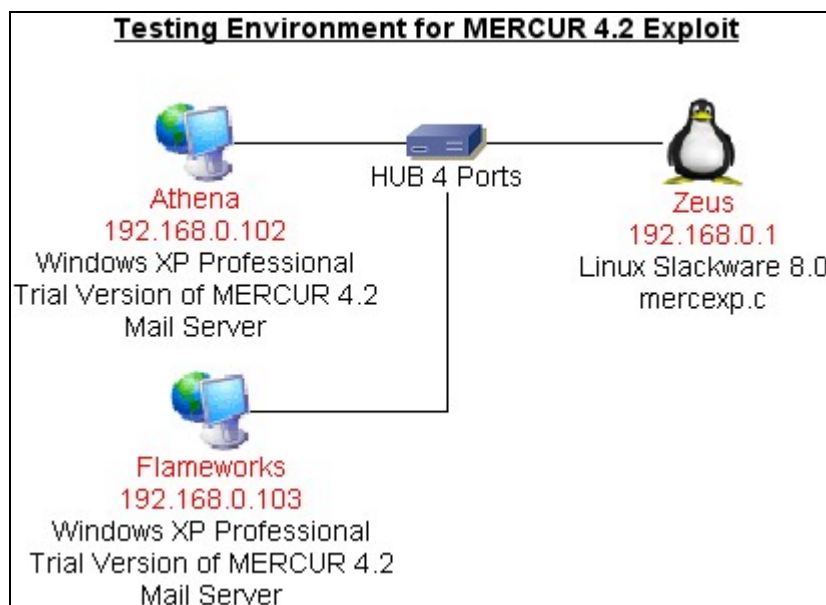 Testing Environment for MERCUR 4.2 Exploit
Athena
192.168.0.102
Windows XP Professional
Trial Version of MERCUR 4.2
Mail Server
HUB 4 Ports
Zeus
192.168.0.1
Linux Slackware 8.0
mercexp.c
Flameworks
192.168.0.103
Windows XP Professional
Trial Version of MERCUR 4.2
Mail Server